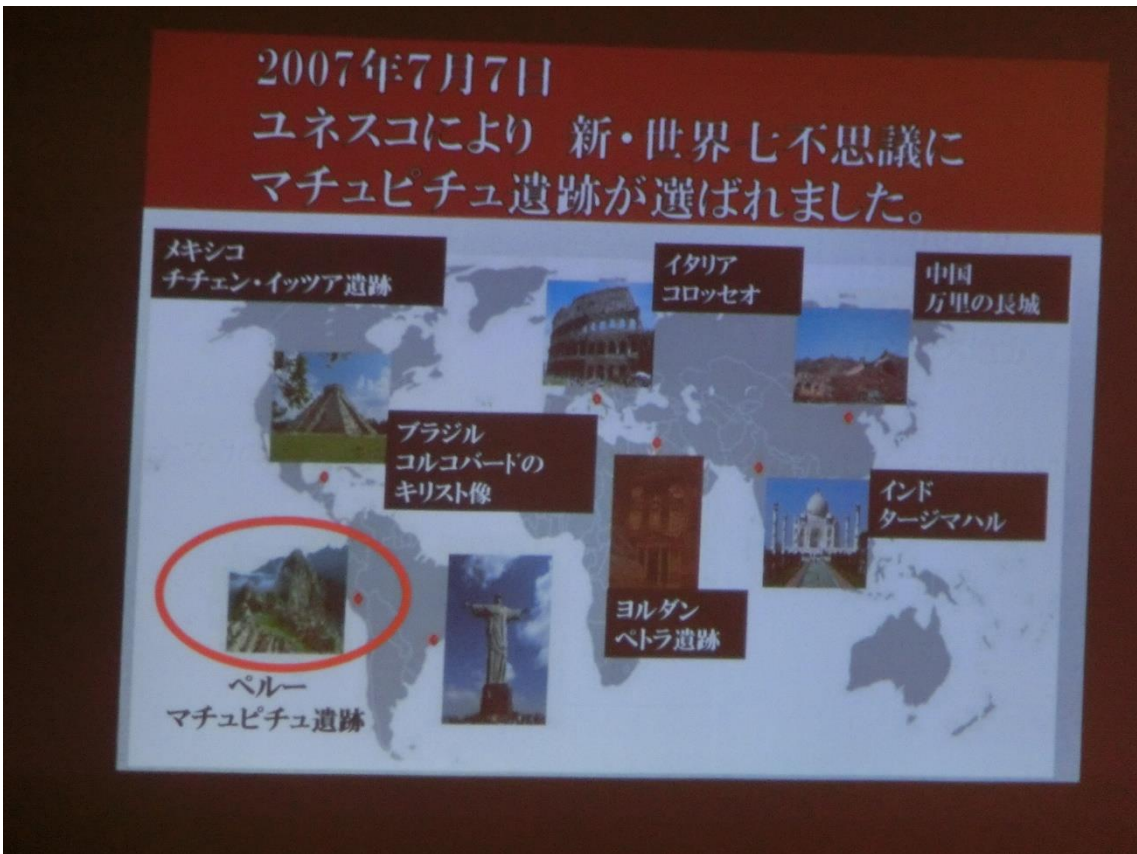 2007年7月7日
ユネスコにより 新・世界七不思議に
マチュピチュ遺跡が選ばれました。
メキシコ
チチェン・イッツア遺跡
イタリア
コロッセオ
中国
万里の長城
ブラジル
コルコバードの
キリスト像
インド
タージマハル
ヨルダン
ペトラ遺跡
ペルー
マチュピチュ遺跡